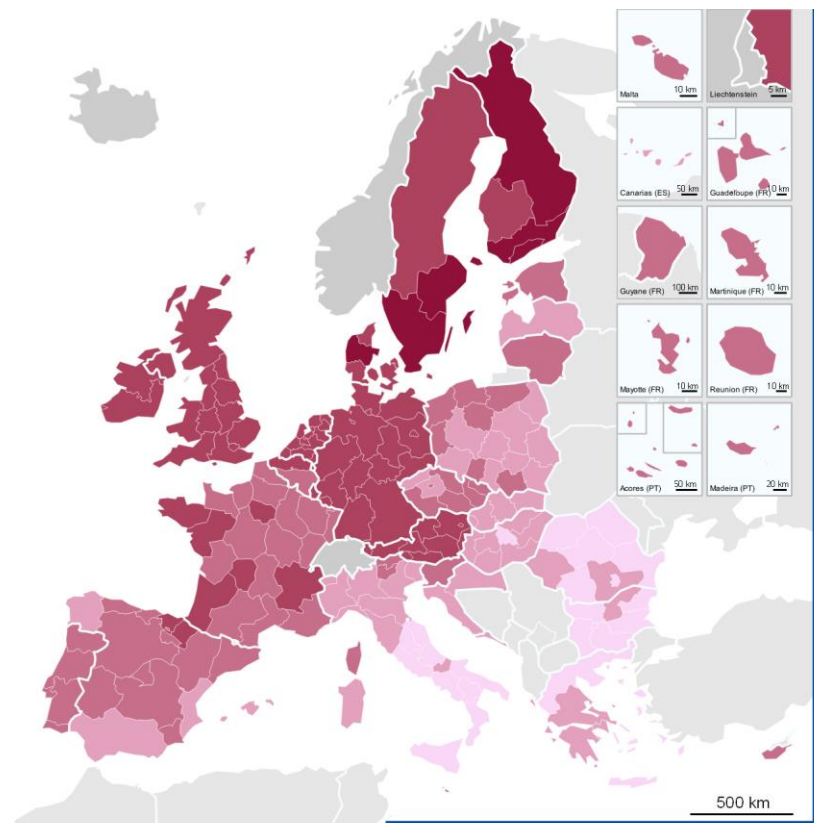 Malta
10 km
Liechtenstein
5 km
Canarias (ES)
50 km
Guadeloupe (FR)
10 km
Guyane (FR)
100 km
Martinique (FR)
10 km
Mayotte (FR)
10 km
Reunion (FR)
10 km
Acores (PT)
50 km
Madeira (PT)
20 km
500 km